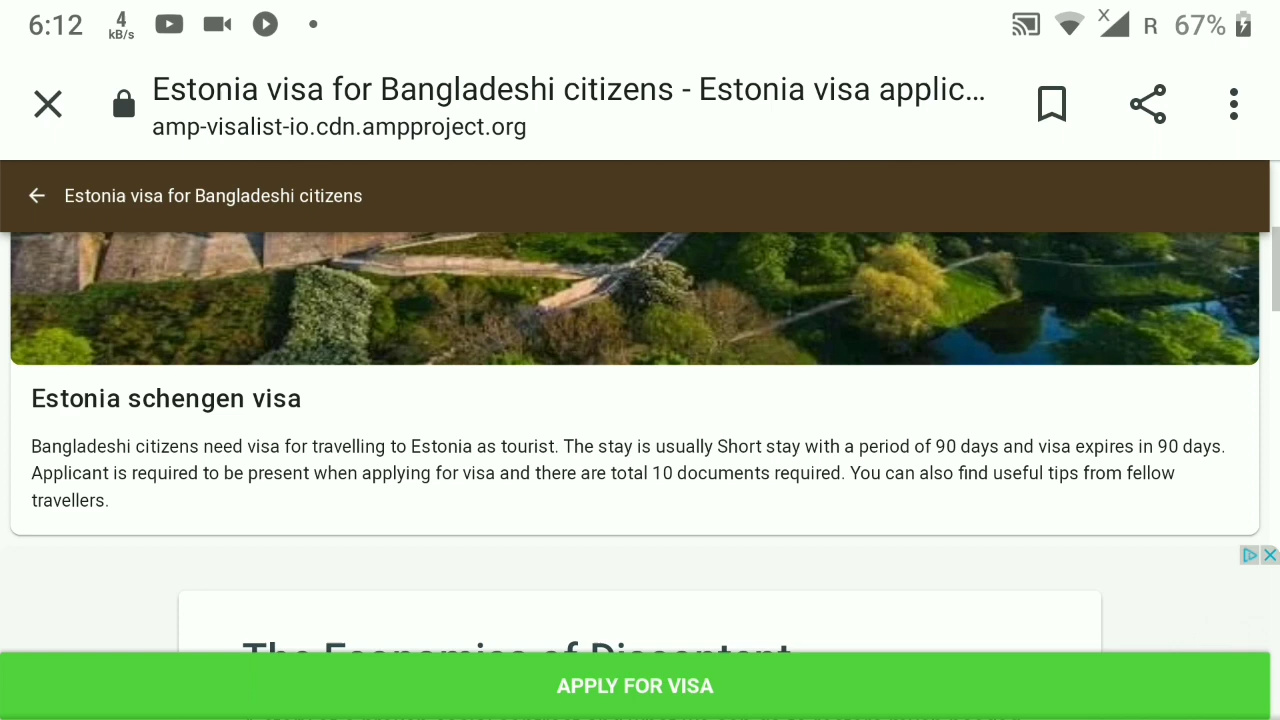 6:12
4
kB/s
X
R
67%
Estonia visa for Bangladeshi citizens - Estonia visa applic...
amp-visalist-io.cdn.ampproject.org
Estonia visa for Bangladeshi citizens
Estonia schengen visa
Bangladeshi citizens need visa for travelling to Estonia as tourist. The stay is usually Short stay with a period of 90 days and visa expires in 90 days.
Applicant is required to be present when applying for visa and there are total 10 documents required. You can also find useful tips from fellow
travellers.
The Economics of Discontent
APPLY FOR VISA